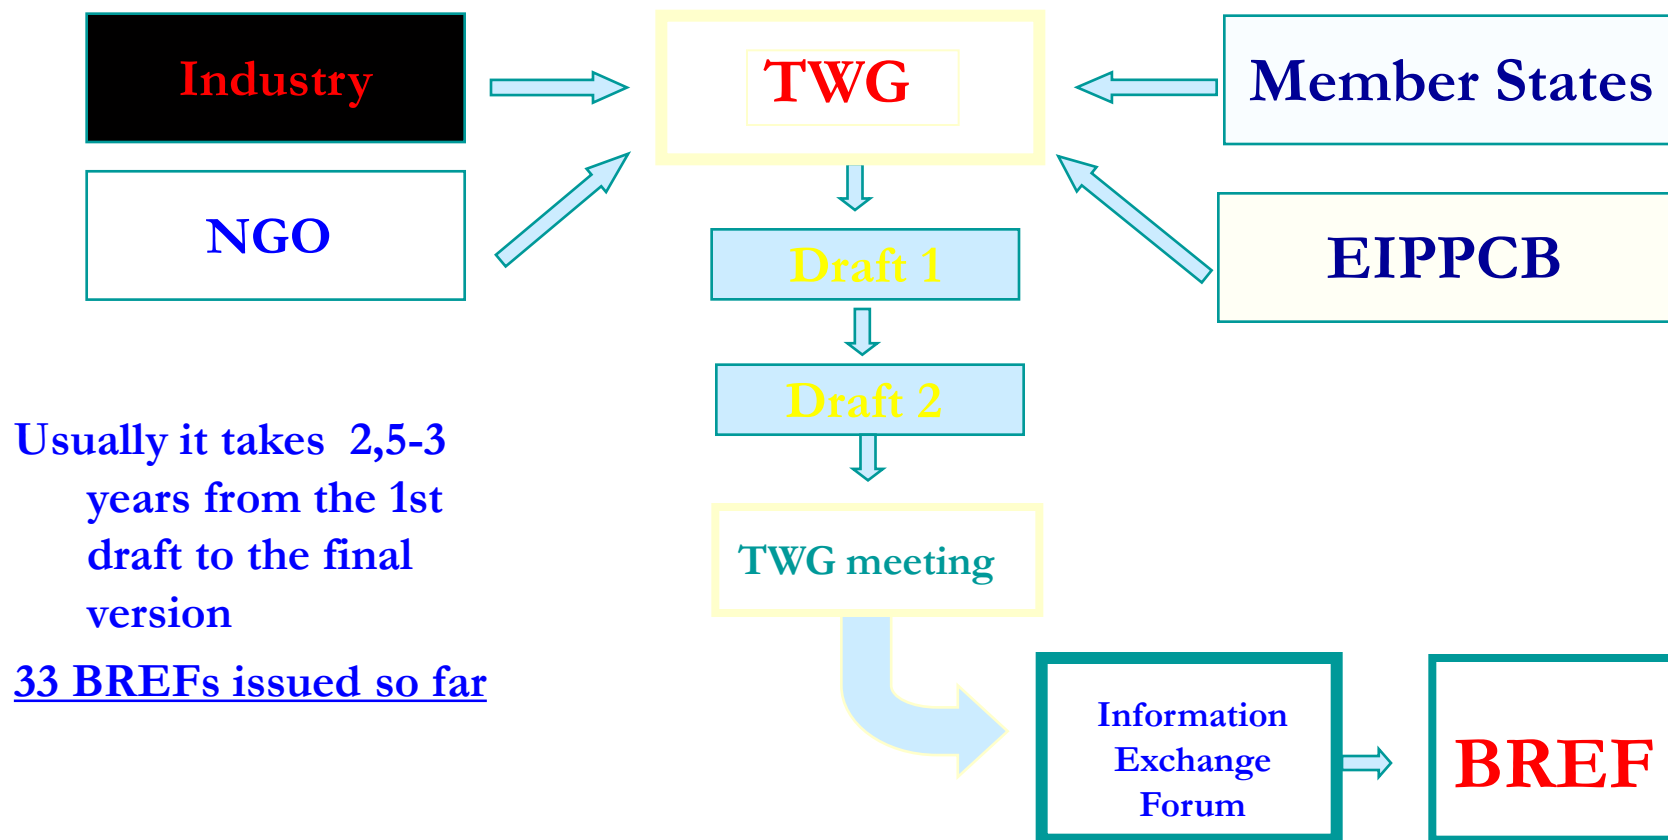 Industry
TWG
Member States
NGO
EIPPCB
Draft 1
Draft 2
Usually it takes 2,5-3
years from the 1st
draft to the final
version
33 BREFs issued so far
TWG meeting
Information
Exchange
Forum
BREF